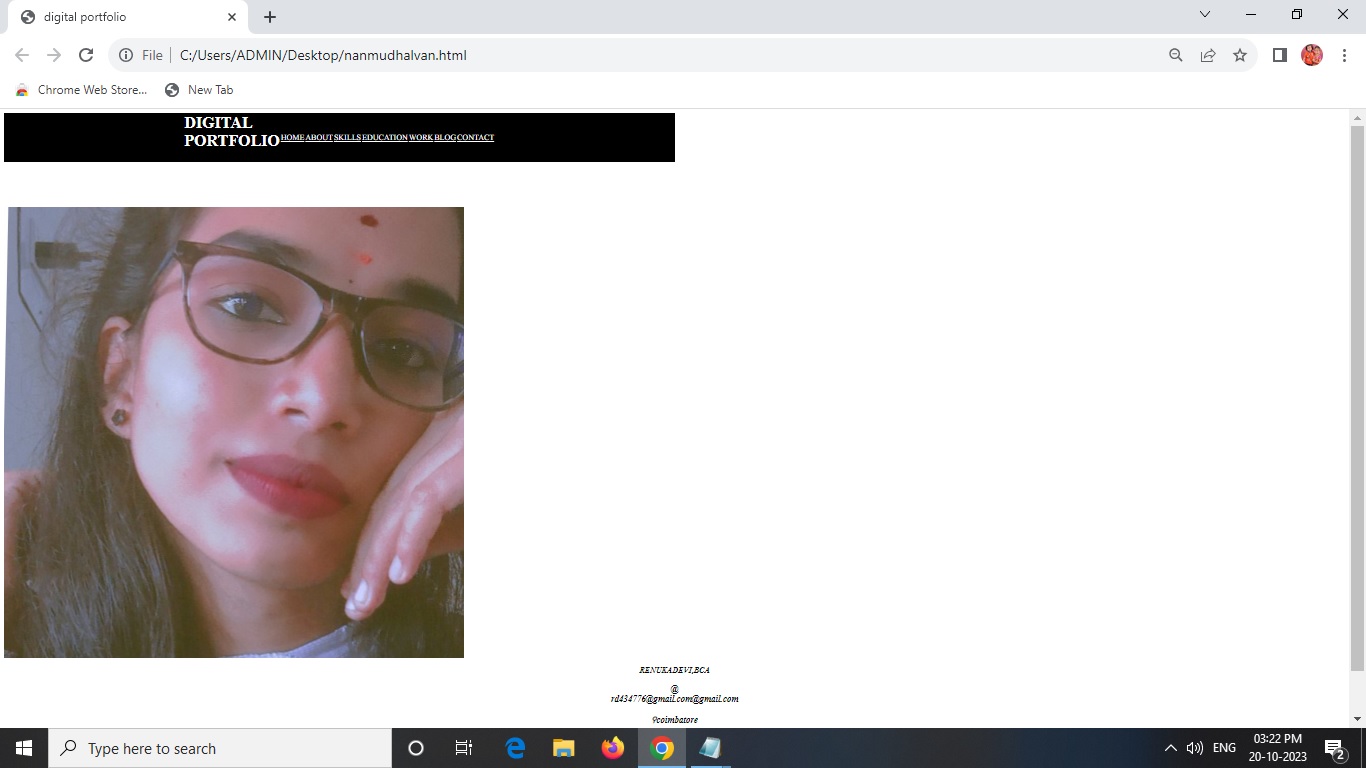 digital portfolio
File
C:/Users/ADMIN/Desktop/nanmudhalvan.html
Chrome Web Store...
New Tab
DIGITAL
PORTFOLIO HOME ABOUT SKILLS EDUCATION WORK BLOG CONTACT
RENUKADEVI,BCA
@
rd434776@gmail.com@gmail.com
coimbatore
Type here to search
ENG
03:22 PM
20-10-2023
2